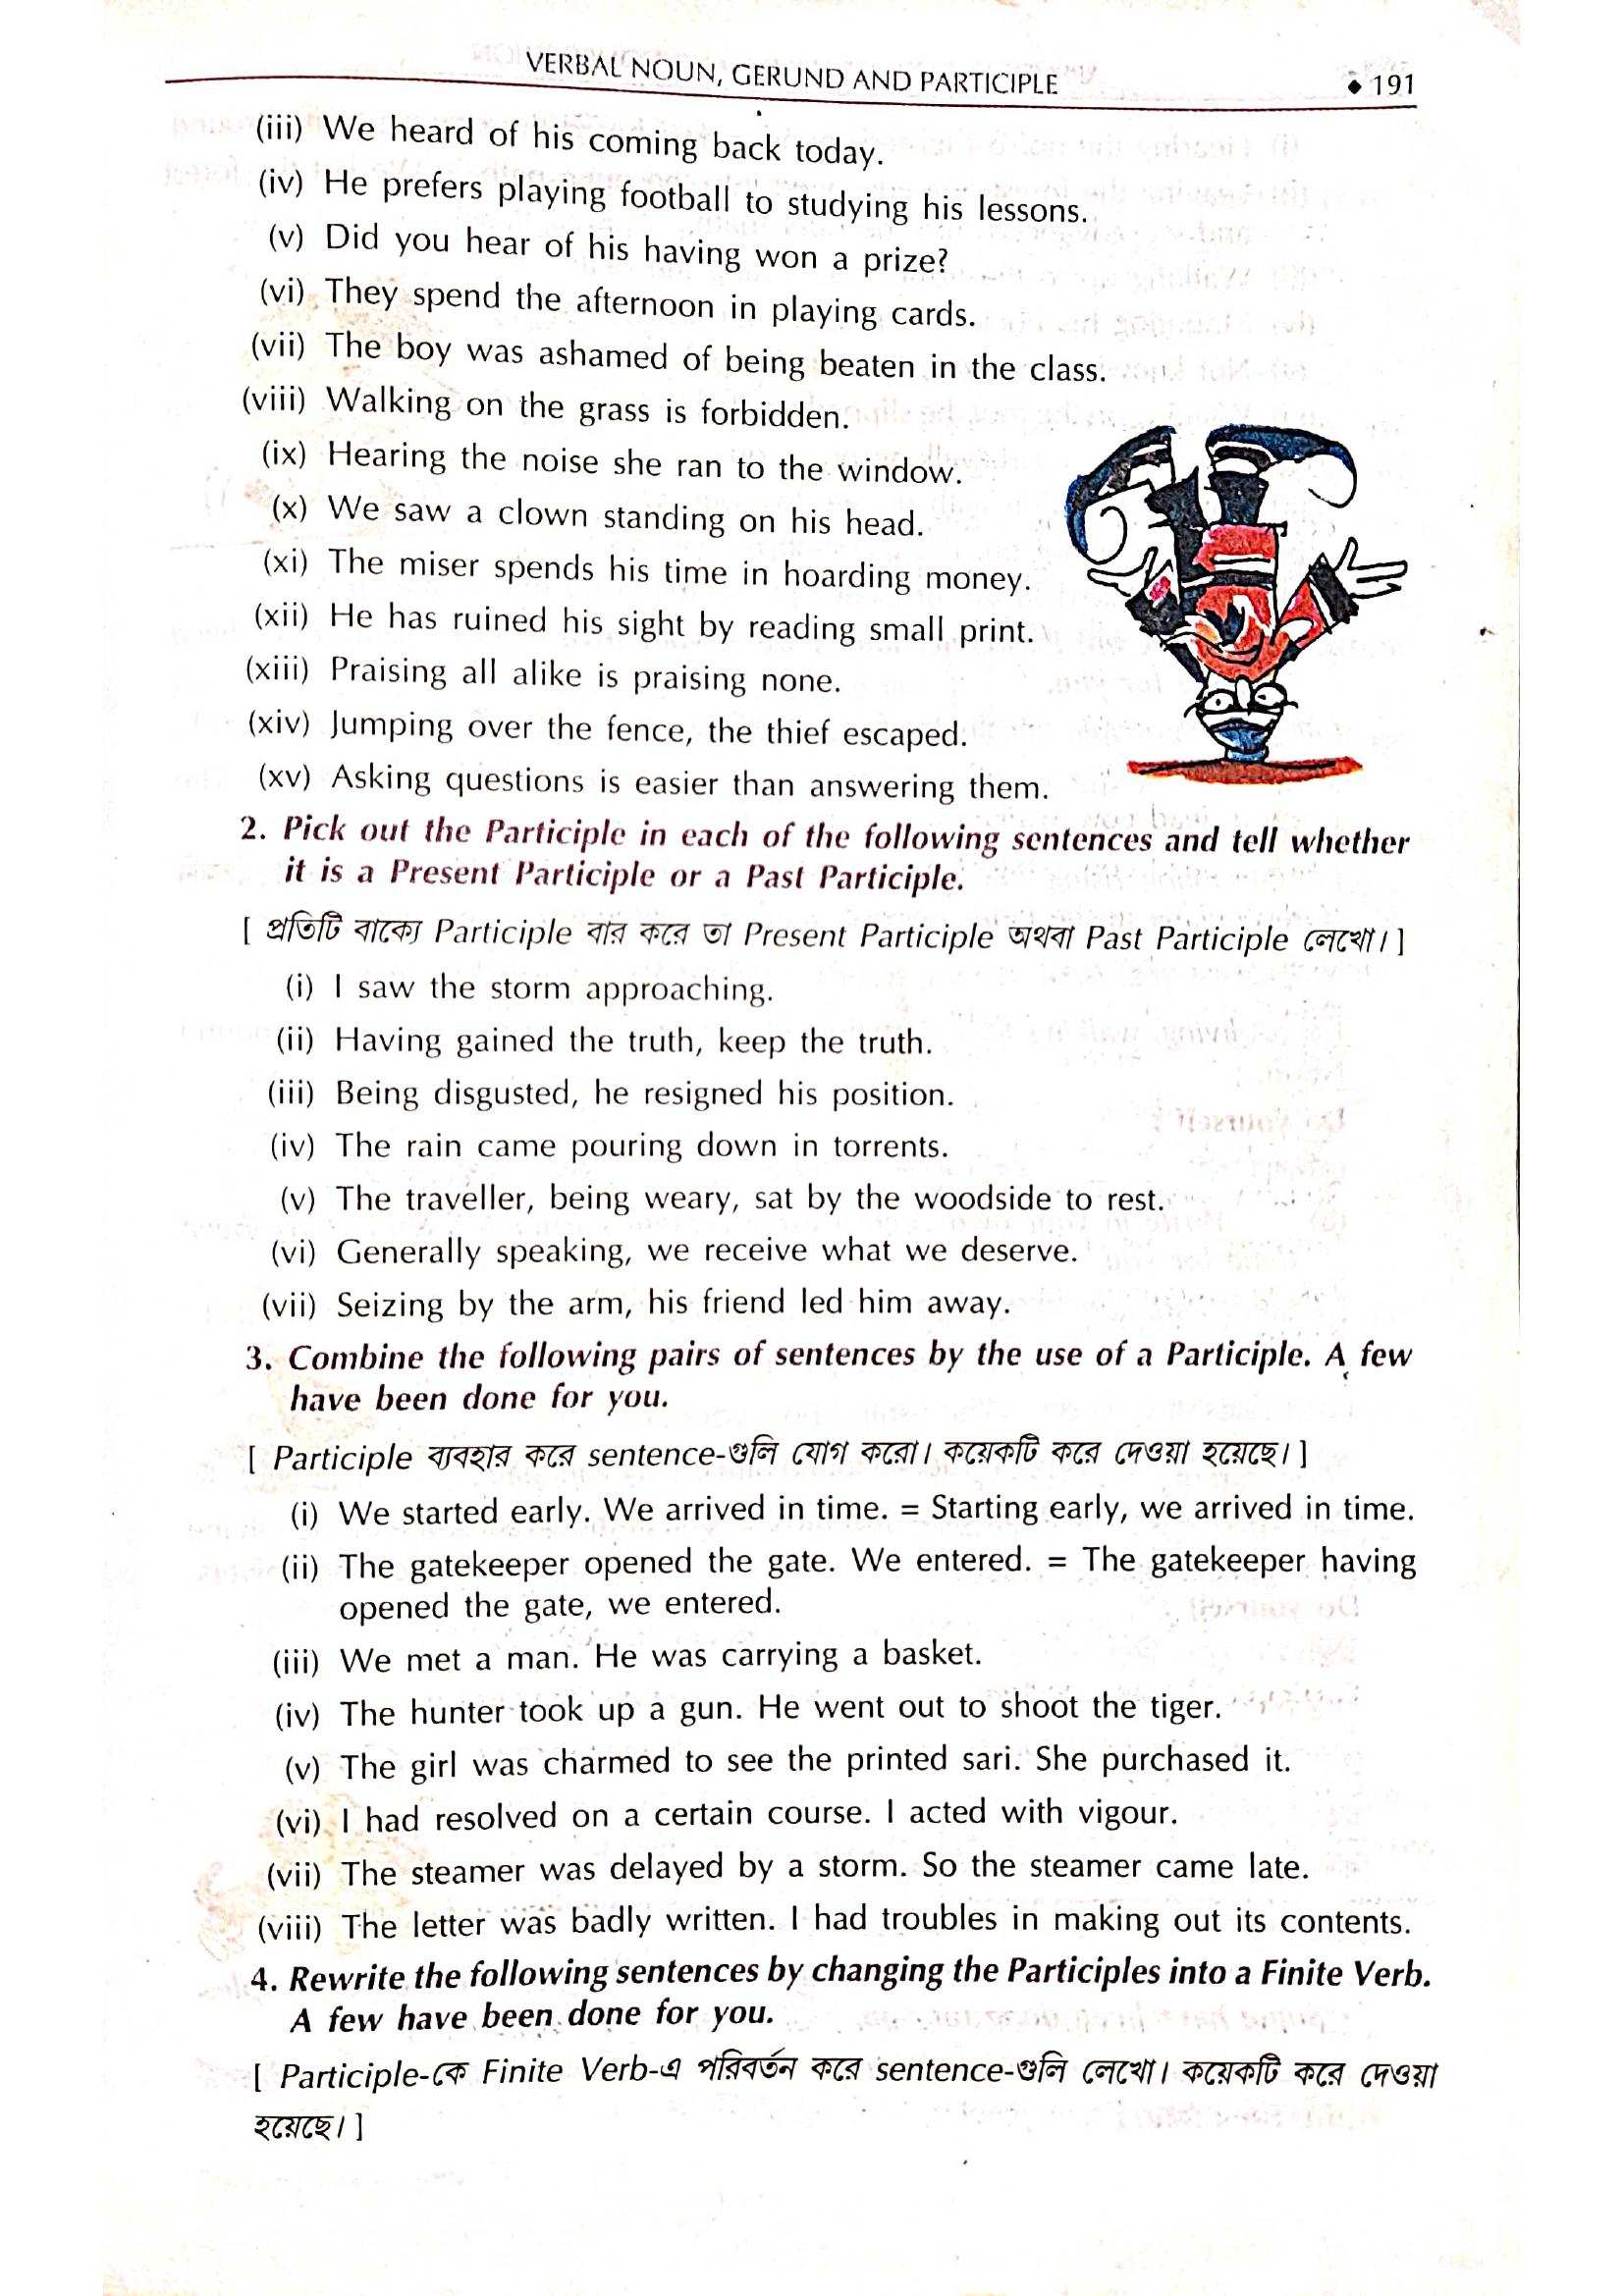 VERBAL NOUN, GERUND AND PARTICIPLE ◆ 191
(iii) We heard of his coming back today.
(iv) He prefers playing football to studying his lessons.
(v) Did you hear of his having won a prize?
(vi) They spend the afternoon in playing cards.
(vii) The boy was ashamed of being beaten in the class.
(viii) Walking on the grass is forbidden.
(ix) Hearing the noise she ran to the window.
(x) We saw a clown standing on his head.
(xi) The miser spends his time in hoarding money.
(xii) He has ruined his sight by reading small print.
(xiii) Praising all alike is praising none.
(xiv) Jumping over the fence, the thief escaped.
(xv) Asking questions is easier than answering them.
2. Pick out the Participle in each of the following sentences and tell whether
it is a Present Participle or a Past Participle.
[ প্রতিটি বাক্যে Participle বার করে তা Present Participle অথবা Past Participle লেখো। ]
(i) I saw the storm approaching.
(ii) Having gained the truth, keep the truth.
(iii) Being disgusted, he resigned his position.
(iv) The rain came pouring down in torrents.
(v) The traveller, being weary, sat by the woodside to rest.
(vi) Generally speaking, we receive what we deserve.
(vii) Seizing by the arm, his friend led him away.
3. Combine the following pairs of sentences by the use of a Participle. A few
have been done for you.
[ Participle ব্যবহার করে sentence-গুলি যোগ করো। কয়েকটি করে দেওয়া হয়েছে। ]
(i) We started early. We arrived in time. = Starting early, we arrived in time.
(ii) The gatekeeper opened the gate. We entered. = The gatekeeper having
opened the gate, we entered.
(iii) We met a man. He was carrying a basket.
(iv) The hunter took up a gun. He went out to shoot the tiger.
(v) The girl was charmed to see the printed sari. She purchased it.
(vi) I had resolved on a certain course. I acted with vigour.
(vii) The steamer was delayed by a storm. So the steamer came late.
(viii) The letter was badly written. I had troubles in making out its contents.
4. Rewrite the following sentences by changing the Participles into a Finite Verb.
A few have been done for you.
[ Participle-কে Finite Verb-এ পরিবর্তন করে sentence-গুলি লেখো। কয়েকটি করে দেওয়া
হয়েছে। ]